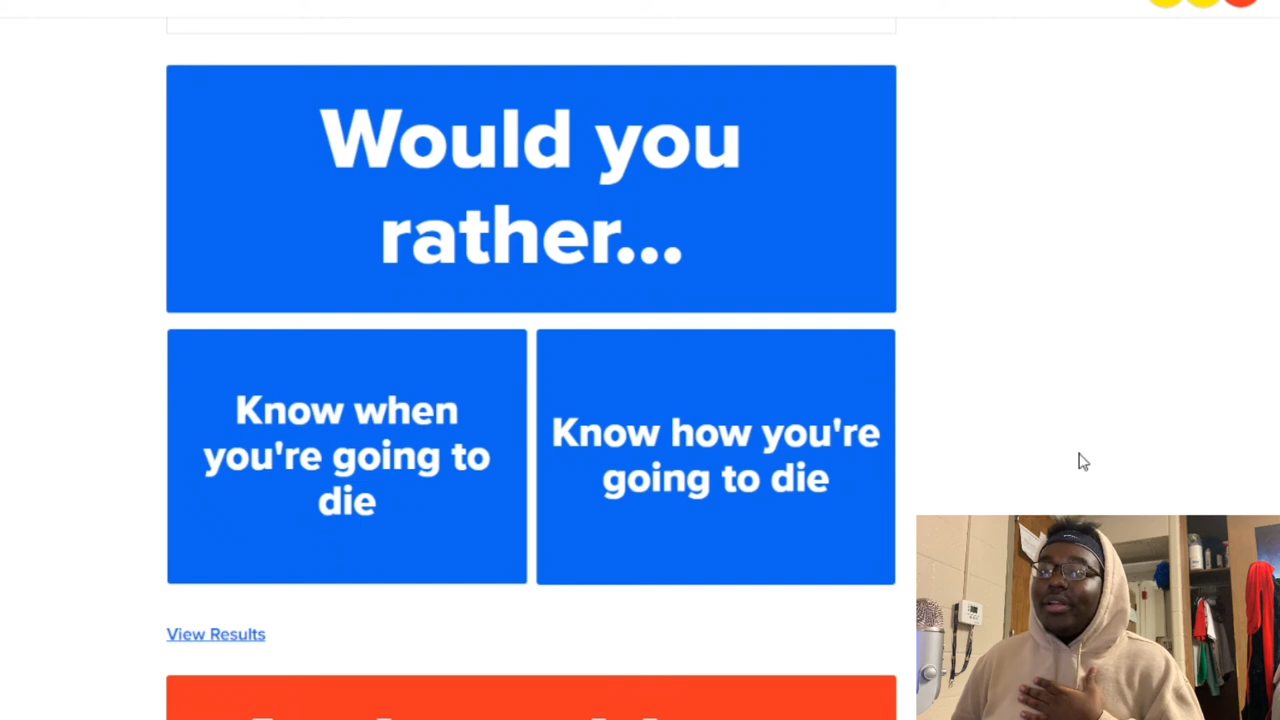 Would you
rather...
Know when
you're going to
die
Know how you're
going to die
View Results